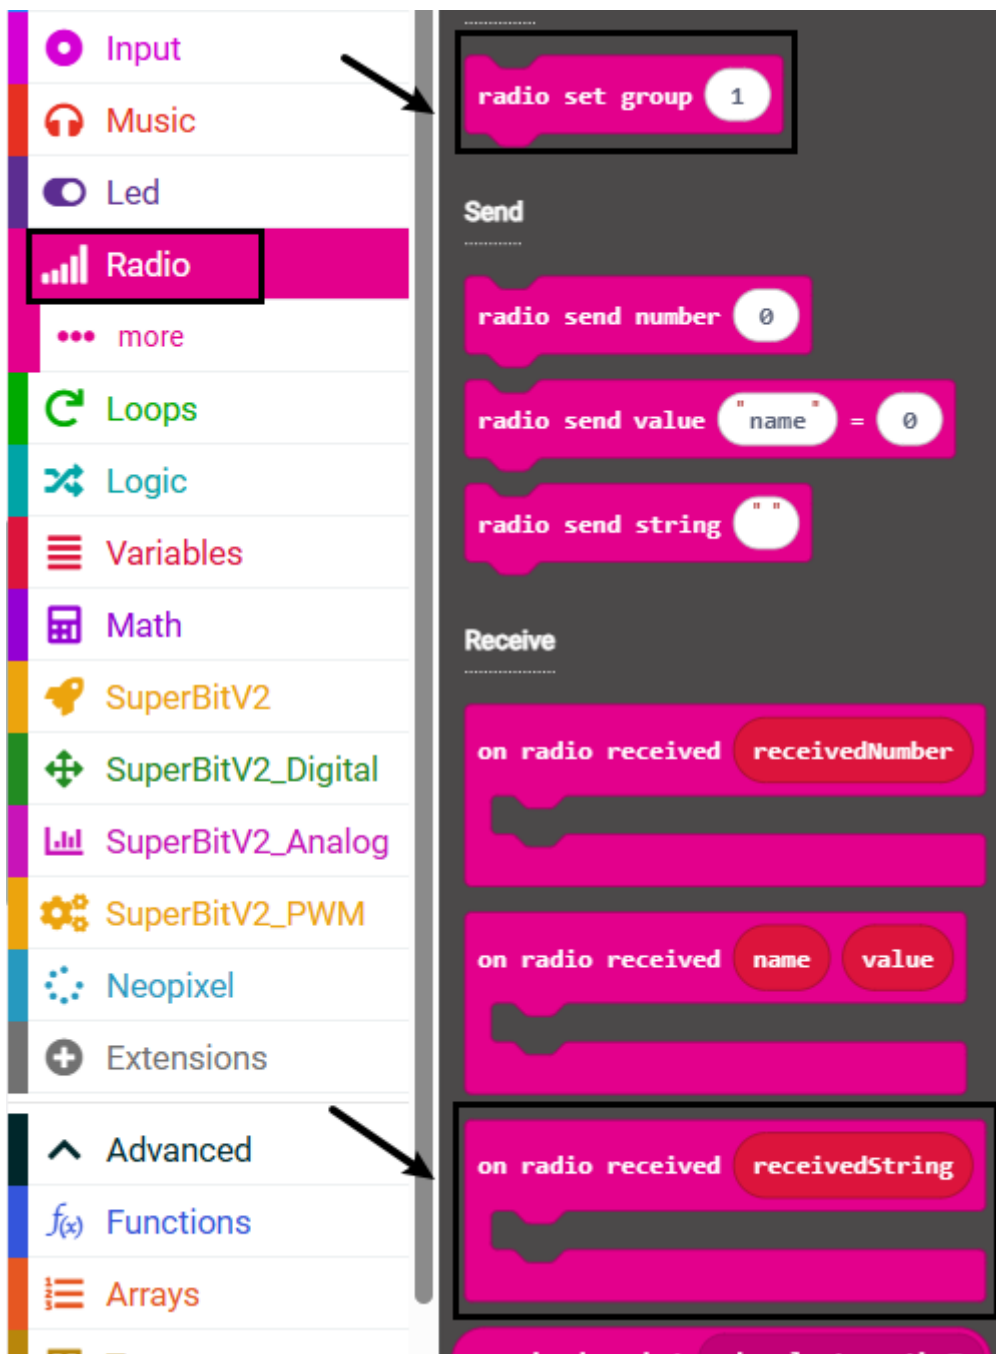 Input
Music
Led
Radio
more
Loops
Logic
Variables
Math
SuperBitV2
SuperBitV2_Digital
SuperBitV2_Analog
SuperBitV2_PWM
Neopixel
Extensions
Advanced
f(x) Functions
Arrays
radio set group 1
Send
radio send number 0
radio send value "name" = 0
radio send string " "
Receive
on radio received receivedNumber
on radio received name value
on radio received receivedString